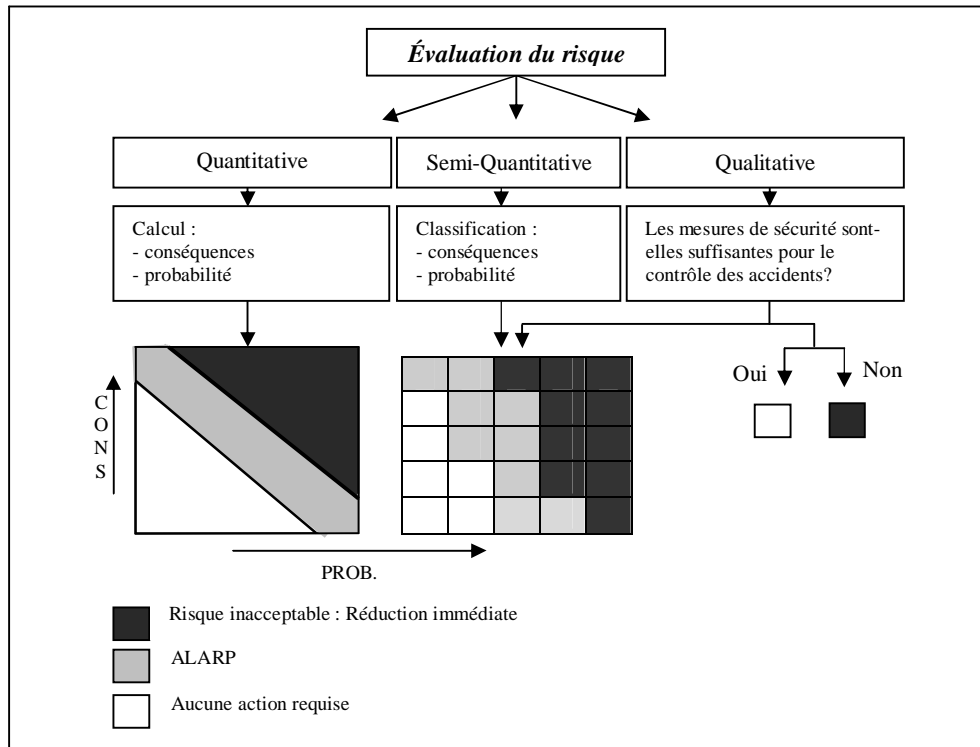 Évaluation du risque
Quantitative
Semi-Quantitative
Qualitative
Calcul :
- conséquences
- probabilité
Classification :
- conséquences
- probabilité
Les mesures de sécurité sont-
elles suffisantes pour le
contrôle des accidents?
Oui
Non
C
O
N
S
PROB.
Risque inacceptable : Réduction immédiate
ALARP
Aucune action requise